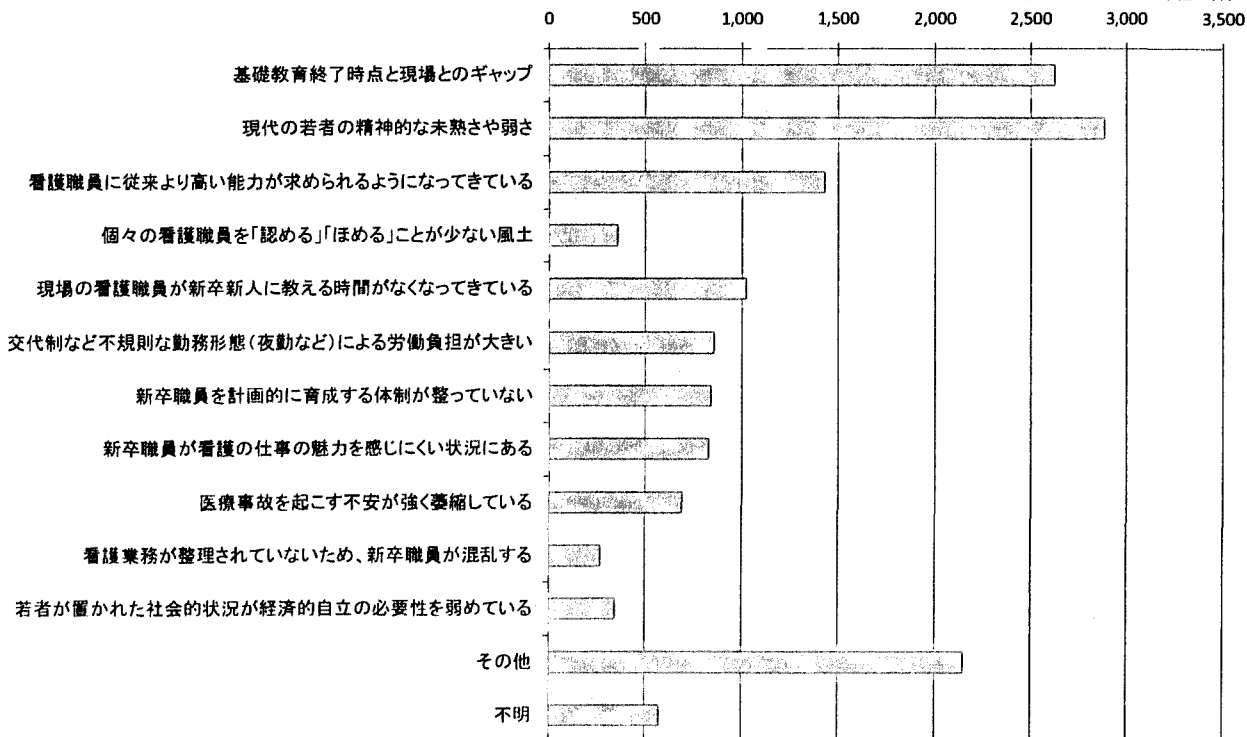 0 500 1,000 1,500 2,000 2,500 3,000 3,500
基礎教育終了時点と現場とのギャップ
現代の若者の精神的な未熟さや弱さ
看護職員に従来より高い能力が求められるようになってきている
個々の看護職員を「認める」「ほめる」ことが少ない風土
現場の看護職員が新卒新人に教える時間がなくなってきている
交代制など不規則な勤務形態(夜勤など)による労働負担が大きい
新卒職員を計画的に育成する体制が整っていない
新卒職員が看護の仕事の魅力を感じにくい状況にある
医療事故を起こす不安が強く萎縮している
看護業務が整理されていないため、新卒職員が混乱する
若者が置かれた社会的状況が経済的自立の必要性を弱めている
その他
不明